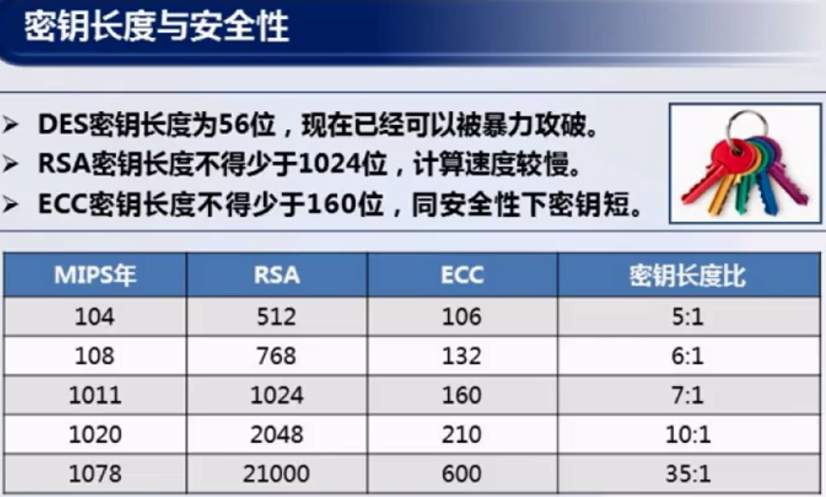 密钥长度与安全性
➢ DES密钥长度为56位，现在已经可以被暴力攻破。
➢ RSA密钥长度不得少于1024位，计算速度较慢。
➢ ECC密钥长度不得少于160位，同安全性下密钥短。
MIPS年 RSA ECC 密钥长度比
104 512 106 5:1
108 768 132 6:1
1011 1024 160 7:1
1020 2048 210 10:1
1078 21000 600 35:1